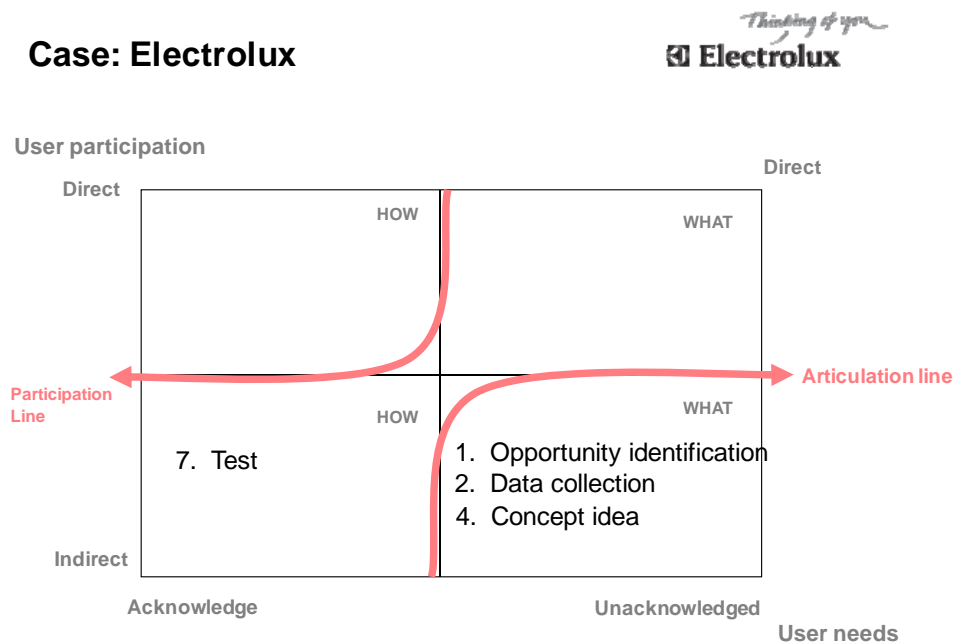 Thinking of you
Case: Electrolux
Electrolux
User participation
Direct
Direct
HOW
WHAT
Participation
Line
Articulation line
HOW
WHAT
7. Test
1. Opportunity identification
2. Data collection
4. Concept idea
Indirect
Acknowledge
Unacknowledged
User needs